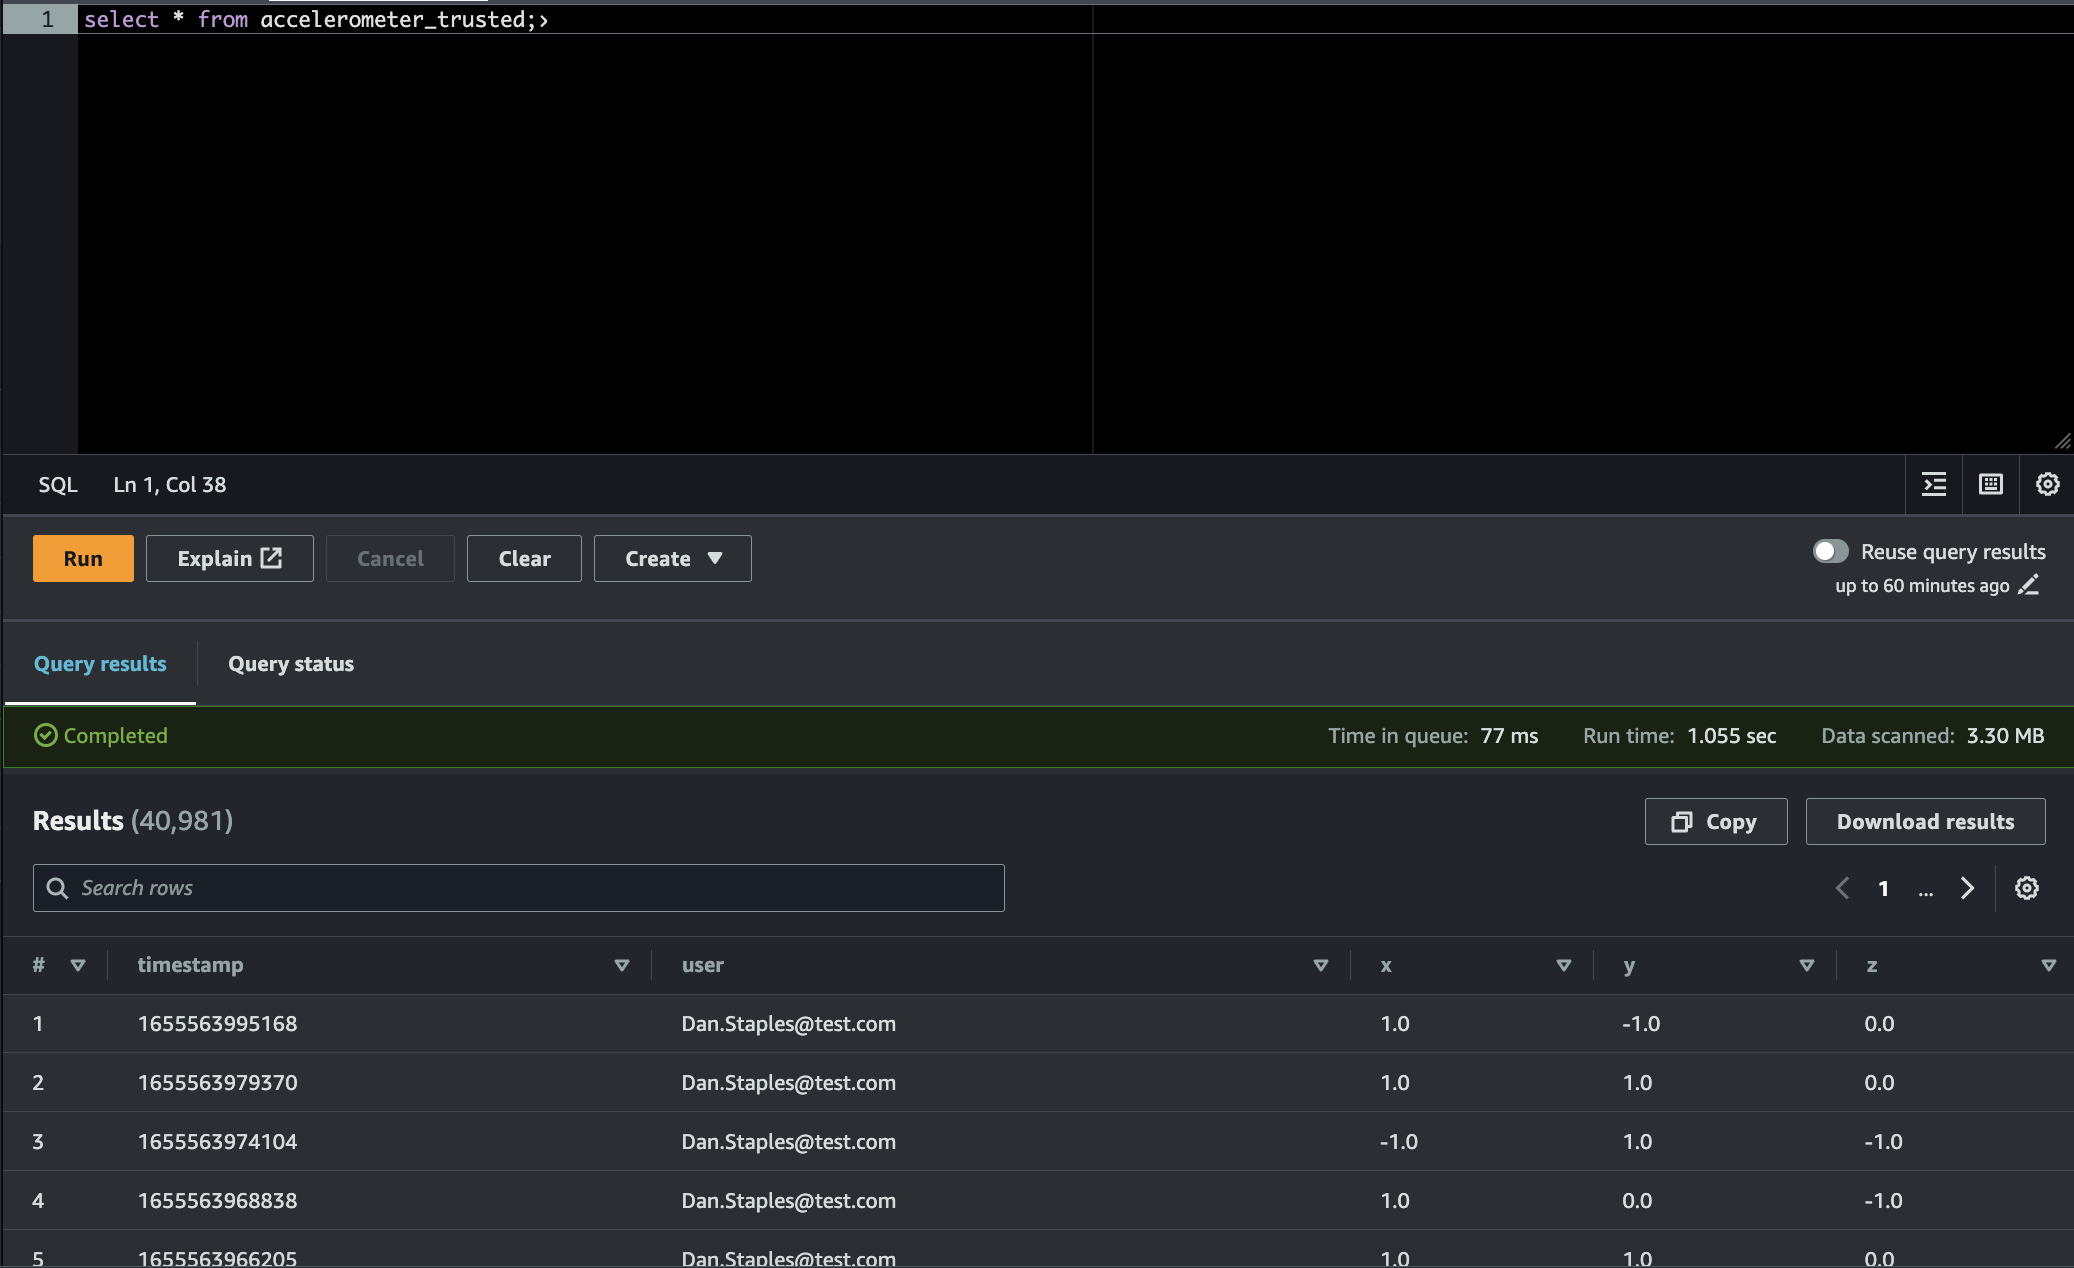 1 select * from accelerometer_trusted;›
SQL Ln 1, Col 38
Run Explain Cancel Clear Create Reuse query results
up to 60 minutes ago
Query results Query status
Completed Time in queue: 77 ms Run time: 1.055 sec Data scanned: 3.30 MB
Results (40,981) Copy Download results
Search rows 1 ...
# timestamp user x y z
1 1655563995168 Dan.Staples@test.com 1.0 -1.0 0.0
2 1655563979370 Dan.Staples@test.com 1.0 1.0 0.0
3 1655563974104 Dan.Staples@test.com -1.0 1.0 -1.0
4 1655563968838 Dan.Staples@test.com 1.0 0.0 -1.0
5 1655563966205 Dan.Staples@test.com 1.0 1.0 0.0